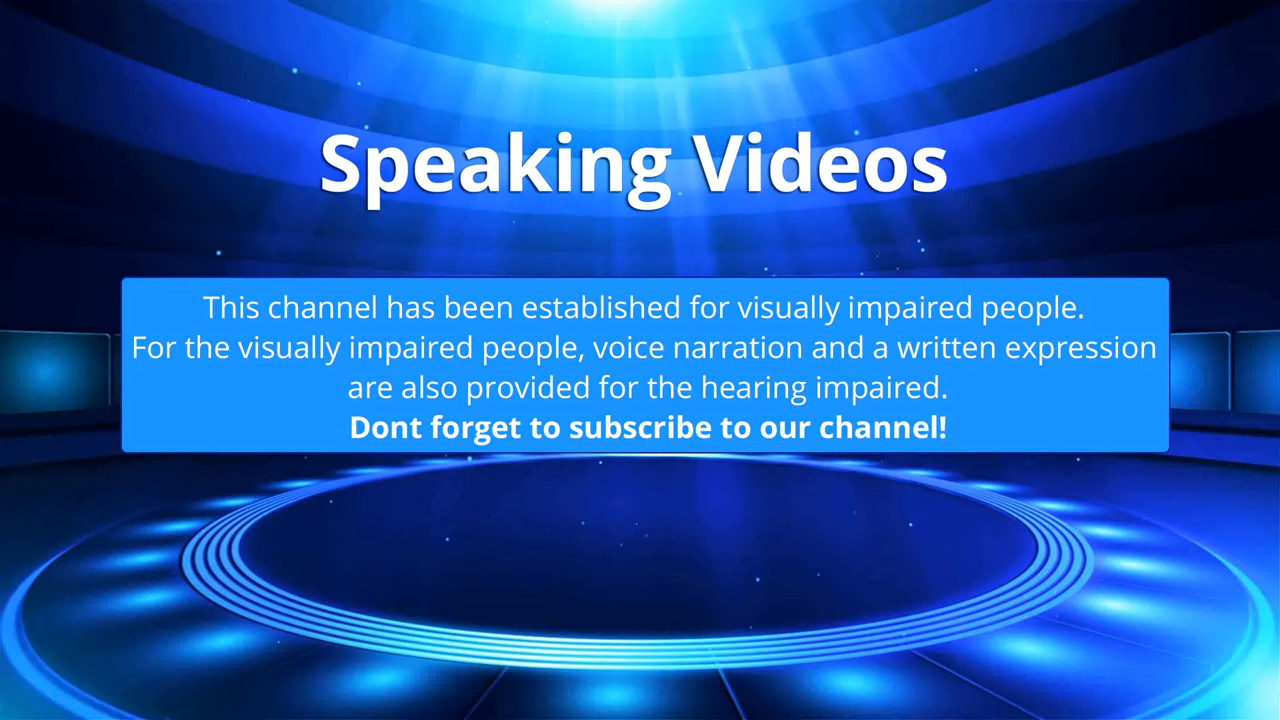 Speaking Videos
This channel has been established for visually impaired people.
For the visually impaired people, voice narration and a written expression
are also provided for the hearing impaired.
Dont forget to subscribe to our channel!